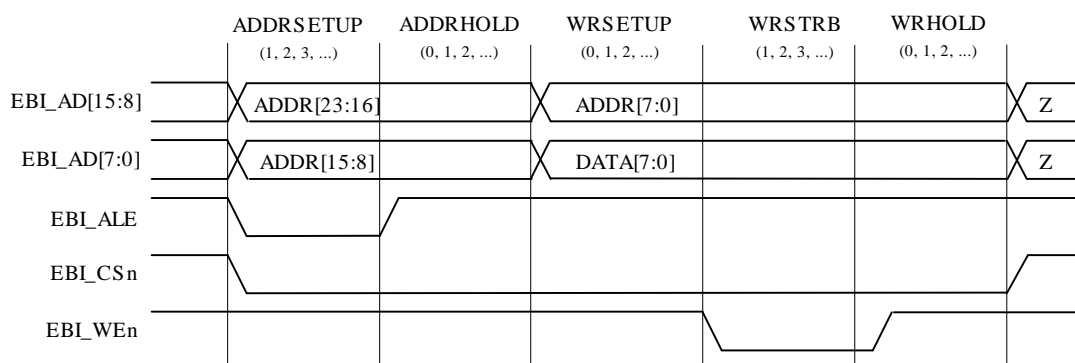 ADDRSETUP ADDRHOLD WRSETUP WRSTRB WRHOLD
(1, 2, 3, ...) (0, 1, 2, ...) (0, 1, 2, ...) (1, 2, 3, ...) (0, 1, 2, ...)
EBI_AD[15:8] ADDR[23:16] ADDR[7:0] Z
EBI_AD[7:0] ADDR[15:8] DATA[7:0] Z
EBI_ALE
EBI_CSn
EBI_WEn